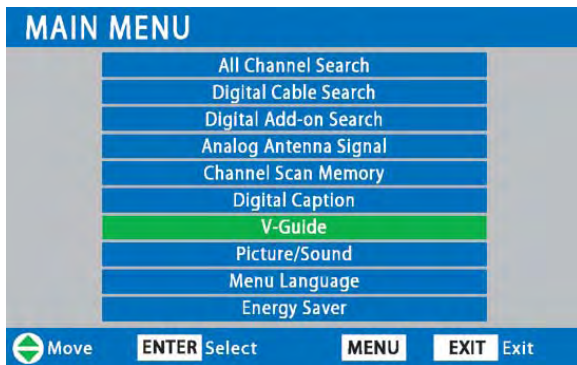 MAIN MENU
All Channel Search
Digital Cable Search
Digital Add-on Search
Analog Antenna Signal
Channel Scan Memory
Digital Caption
V-Guide
Picture/Sound
Menu Language
Energy Saver
Move ENTER Select MENU EXIT Exit